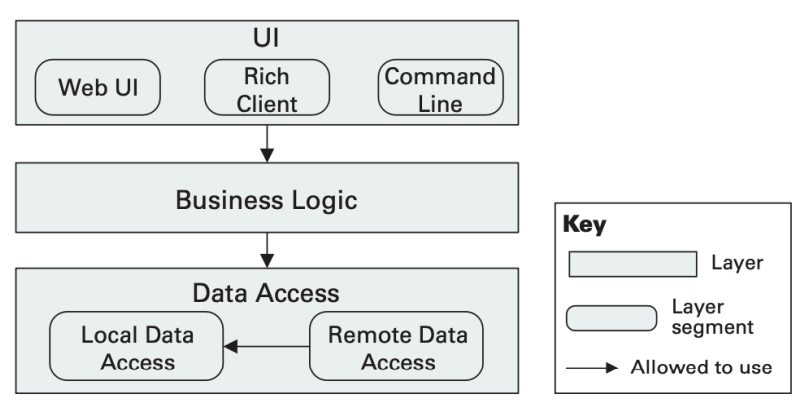 UI
Web UI
Rich
Client
Command
Line
Business Logic
Data Access
Local Data
Access
Remote Data
Access
Key
Layer
Layer
segment
Allowed to use